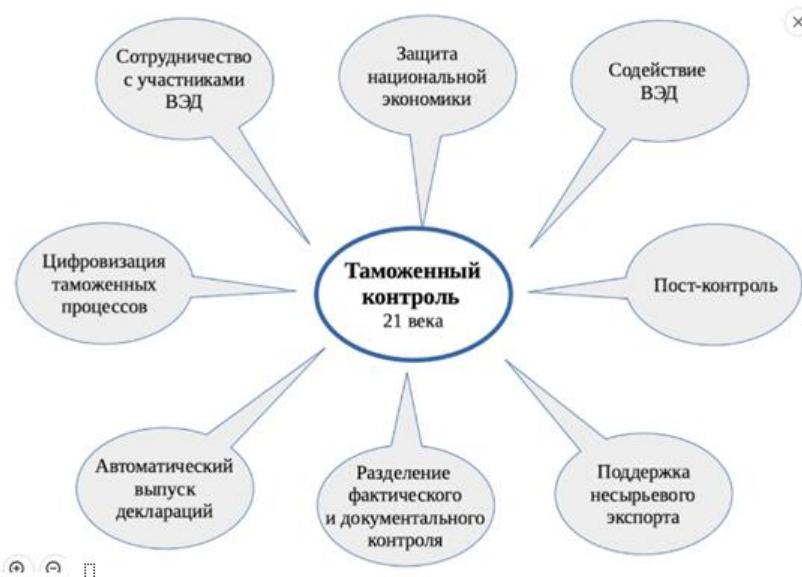 Сотрудничество
с участниками
ВЭД
Защита
национальной
экономики
Содействие
ВЭД
Цифровизация
таможенных
процессов
Таможенный
контроль
21 века
Пост-контроль
Автоматический
выпуск
деклараций
Разделение
фактического
и документального
контроля
Поддержка
несырьевого
экспорта